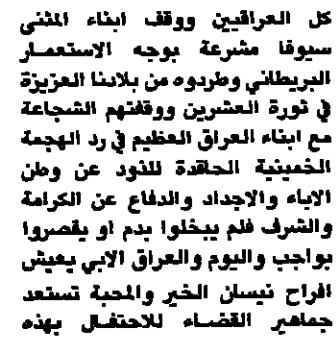 كل العراقيين ووقف ابناء المثنى
سيوفا مشرعة بوجه الاستعمار
البريطاني وطردوه من بلادنا العزيزة
في ثورة العشرين ووقفتهم الشجاعة
مع ابناء العراق العظيم في رد الهجمة
الخمينية الحاقدة للذود عن وطن
الاباء والاجداد والدفاع عن الكرامة
والشرف فلم يبخلوا بدم او يقصروا
بواجب واليوم والعراق الابي يعيش
افراح نيسان الخير والمحبة تستعد
جماهير القضاء للاحتفال بهذه